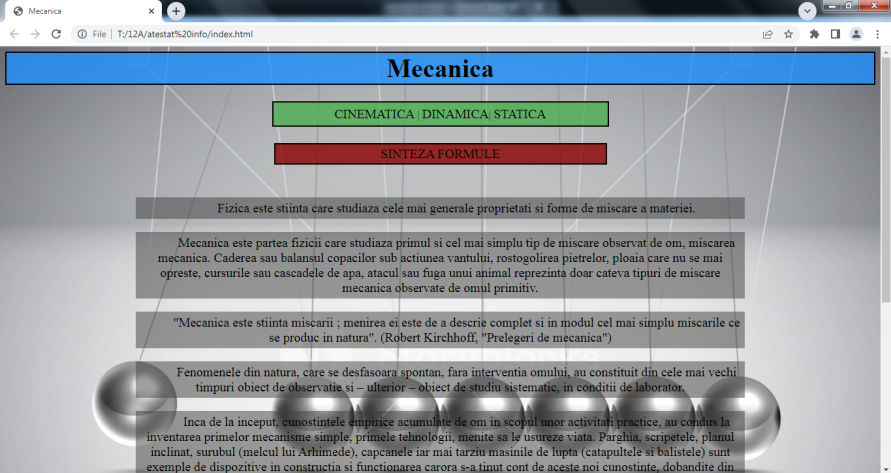 Mecanica
File
T:/12A/atestat%20info/index.html
Mecanica
CINEMATICA | DINAMICA| STATICA
SINTEZA FORMULE
Fizica este stiinta care studiaza cele mai generale proprietati si forme de miscare a materiei.
Mecanica este partea fizicii care studiaza primul si cel mai simplu tip de miscare observat de om, miscarea
mecanica. Caderea sau balansul copacilor sub actiunea vantului, rostogolirea pietrelor, ploaia care nu se mai
opreste, cursurile sau cascadele de apa, atacul sau fuga unui animal reprezinta doar cateva tipuri de miscare
mecanica observate de omul primitiv.
"Mecanica este stiinta miscarii ; menirea ei este de a descrie complet si in modul cel mai simplu miscarile ce
se produc in natura". (Robert Kirchhoff, "Prelegeri de mecanica")
Storyblocks
Fenomenele din natura, care se desfasoara spontan, fara interventia omului, au constituit din cele mai vechi
timpuri obiect de observatie si – ulterior – obiect de studiu sistematic, in conditii de laborator.
Inca de la inceput, cunostintele empirice acumulate de om in scopul unor activitati practice, au condus la
inventarea primelor mecanisme simple, primele tehnologii, menite sa le usureze viata. Parghia, scripetele, planul
inclinat, surubul (melcul lui Arhimede), capcanele iar mai tarziu masinile de lupta (catapultele si balistele) sunt
exemple de dispozitive in constructia si functionarea carora s-a tinut cont de aceste noi cunostinte, dobandite din